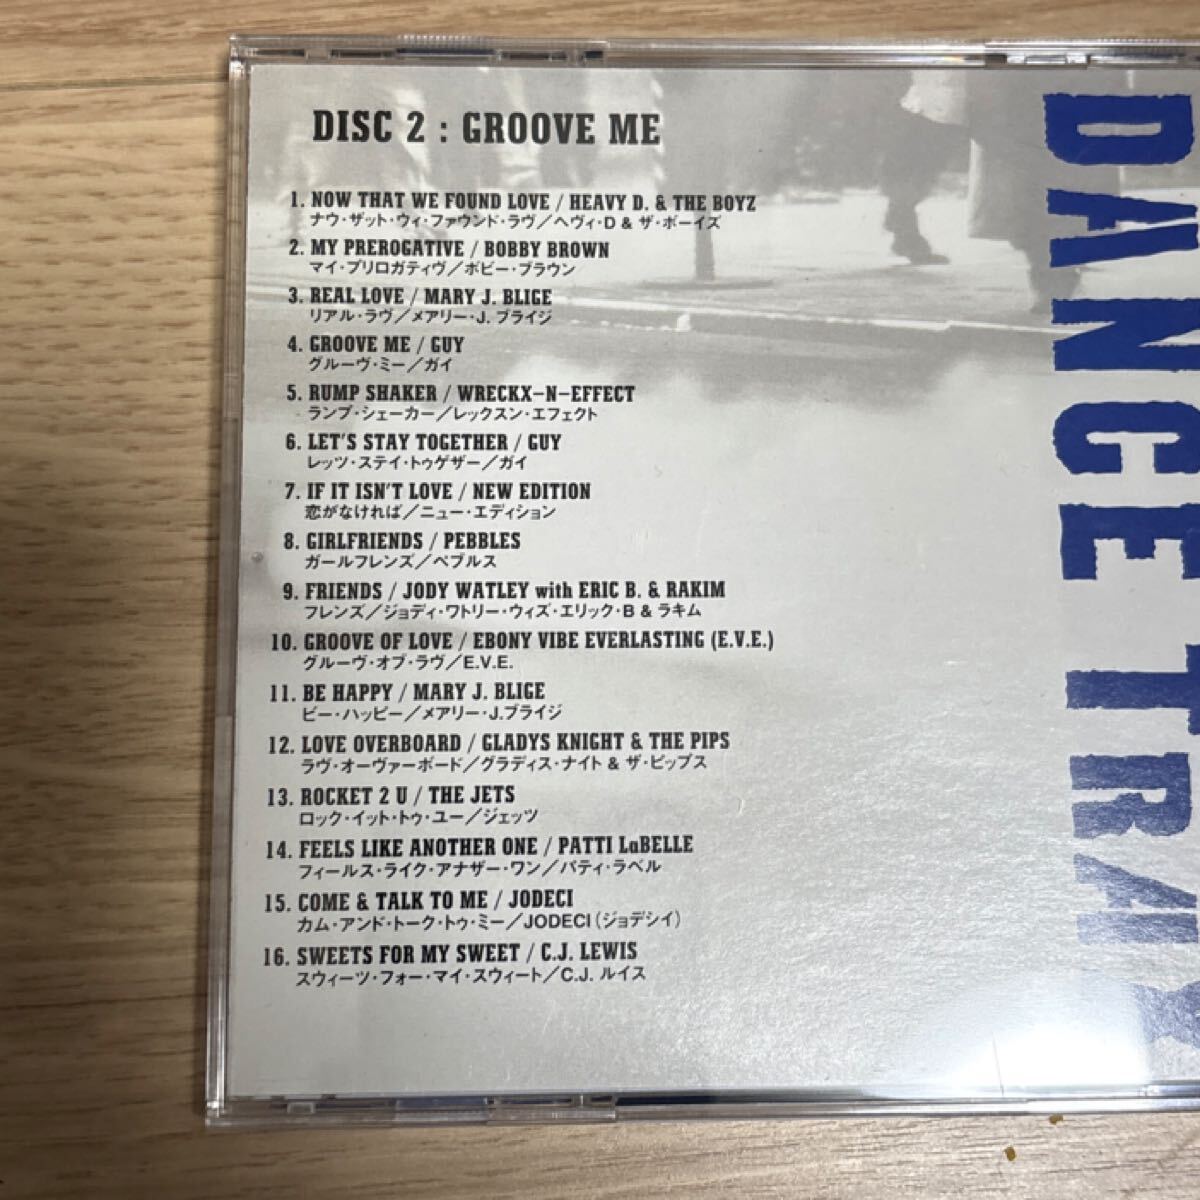 DISC 2 : GROOVE ME
1. NOW THAT WE FOUND LOVE / HEAVY D. & THE BOYZ
ナウ・ザット・ウィ・ファウンド・ラヴ／ヘヴィ・D & ザ・ボーイズ
2. MY PREROGATIVE / BOBBY BROWN
マイ・プリロガティヴ／ボビー・ブラウン
3. REAL LOVE / MARY J. BLIGE
リアル・ラヴ／メアリー・J. ブライジ
4. GROOVE ME / GUY
グルーヴ・ミー／ガイ
5. RUMP SHAKER / WRECKX-N-EFFECT
ランプ・シェーカー／レックスン・エフェクト
6. LET'S STAY TOGETHER / GUY
レッツ・ステイ・トゥゲザー／ガイ
7. IF IT ISN'T LOVE / NEW EDITION
恋がなければ／ニュー・エディション
8. GIRLFRIENDS / PEBBLES
ガールフレンズ／ペブルス
9. FRIENDS / JODY WATLEY with ERIC B. & RAKIM
フレンズ／ジョディ・ワトリー・ウィズ・エリック・B & ラキム
10. GROOVE OF LOVE / EBONY VIBE EVERLASTING (E.V.E.)
グルーヴ・オブ・ラヴ／E.V.E.
11. BE HAPPY / MARY J. BLIGE
ビー・ハッピー／メアリー・J.ブライジ
12. LOVE OVERBOARD / GLADYS KNIGHT & THE PIPS
ラヴ・オーヴァーボード／グラディス・ナイト & ザ・ピップス
13. ROCKET 2 U / THE JETS
ロック・イット・トゥ・ユー／ジェッツ
14. FEELS LIKE ANOTHER ONE / PATTI LaBELLE
フィールス・ライク・アナザー・ワン／パティ・ラベル
15. COME & TALK TO ME / JODECI
カム・アンド・トーク・トゥ・ミー／JODECI（ジョデシイ）
16. SWEETS FOR MY SWEET / C.J. LEWIS
スウィーツ・フォー・マイ・スウィート／C.J. ルイス
DANCE TRAX